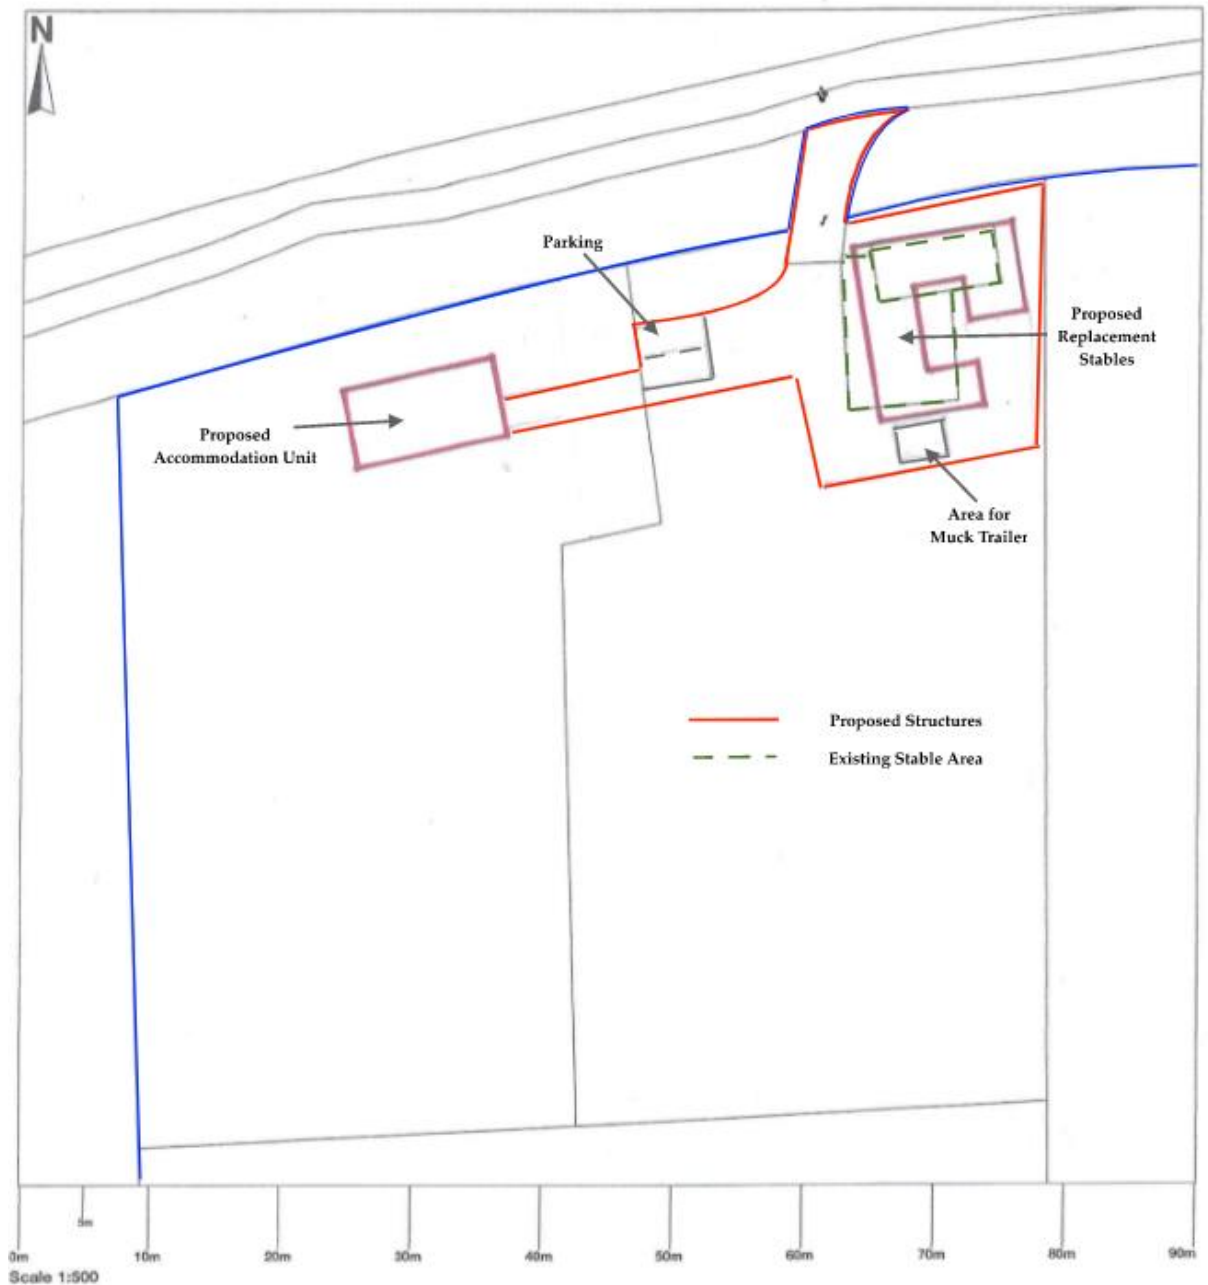 N
Parking
Proposed
Replacement
Stables
Proposed
Accommodation Unit
Area for
Muck Trailer
Proposed Structures
Existing Stable Area
5m
0m 10m 20m 30m 40m 50m 60m 70m 80m 90m
Scale 1:500